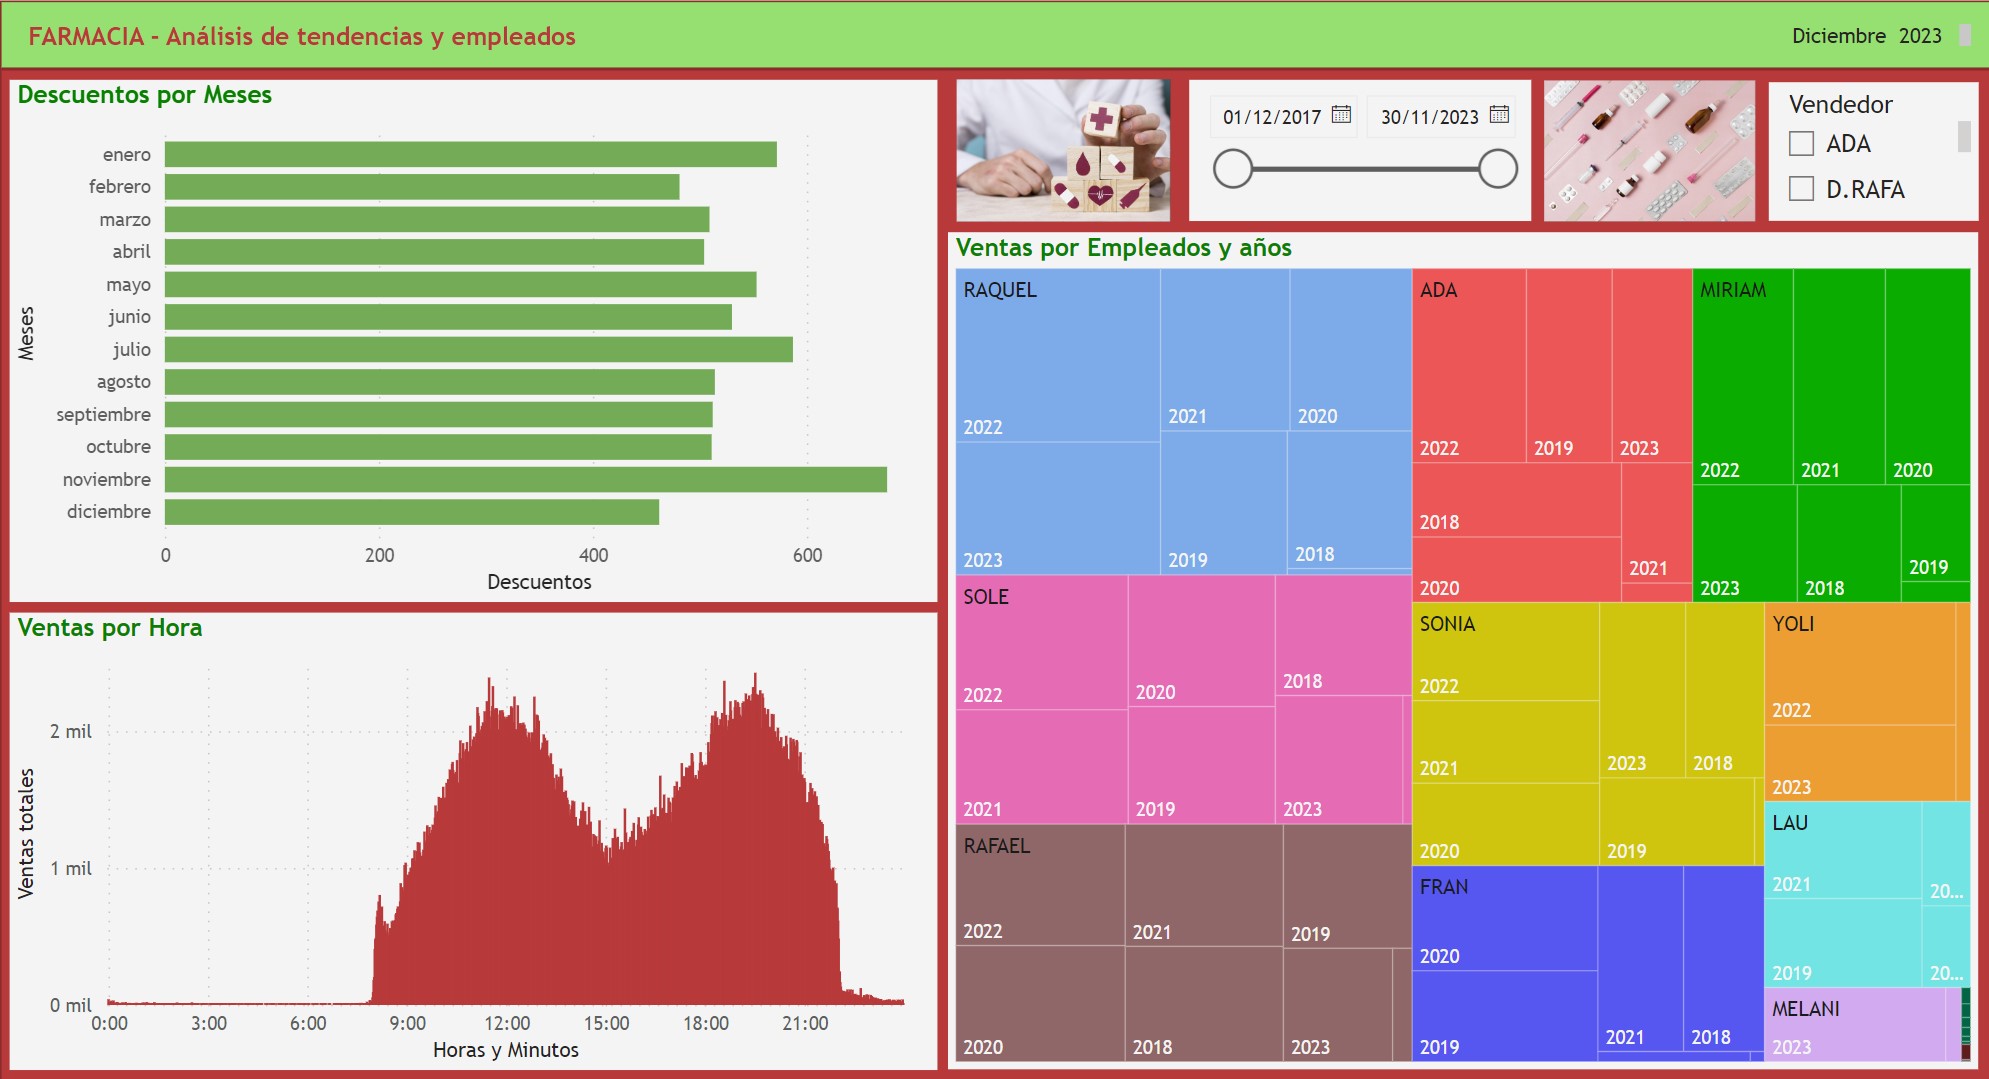 FARMACIA - Análisis de tendencias y empleados
Diciembre 2023
Descuentos por Meses
Meses
enero
febrero
marzo
abril
mayo
junio
julio
agosto
septiembre
octubre
noviembre
diciembre
0 200 400 600
Descuentos
01/12/2017 30/11/2023
Vendedor
ADA
D.RAFA
Ventas por Hora
Ventas totales
2 mil
1 mil
0 mil
0:00 3:00 6:00 9:00 12:00 15:00 18:00 21:00
Horas y Minutos
Ventas por Empleados y años
RAQUEL
2022
2021
2020
2023
2019
2018
SOLE
2022
2020
2018
2021
2019
2023
RAFAEL
2022
2021
2019
2020
2018
2023
ADA
2022
2019
2023
2018
2020
2021
MIRIAM
2022
2021
2020
2023
2018
2019
SONIA
2022
2021
2020
2023
2018
2019
FRAN
2020
2019
2021
2018
YOLI
2022
2023
LAU
2021
2019
20...
20...
MELANI
2023